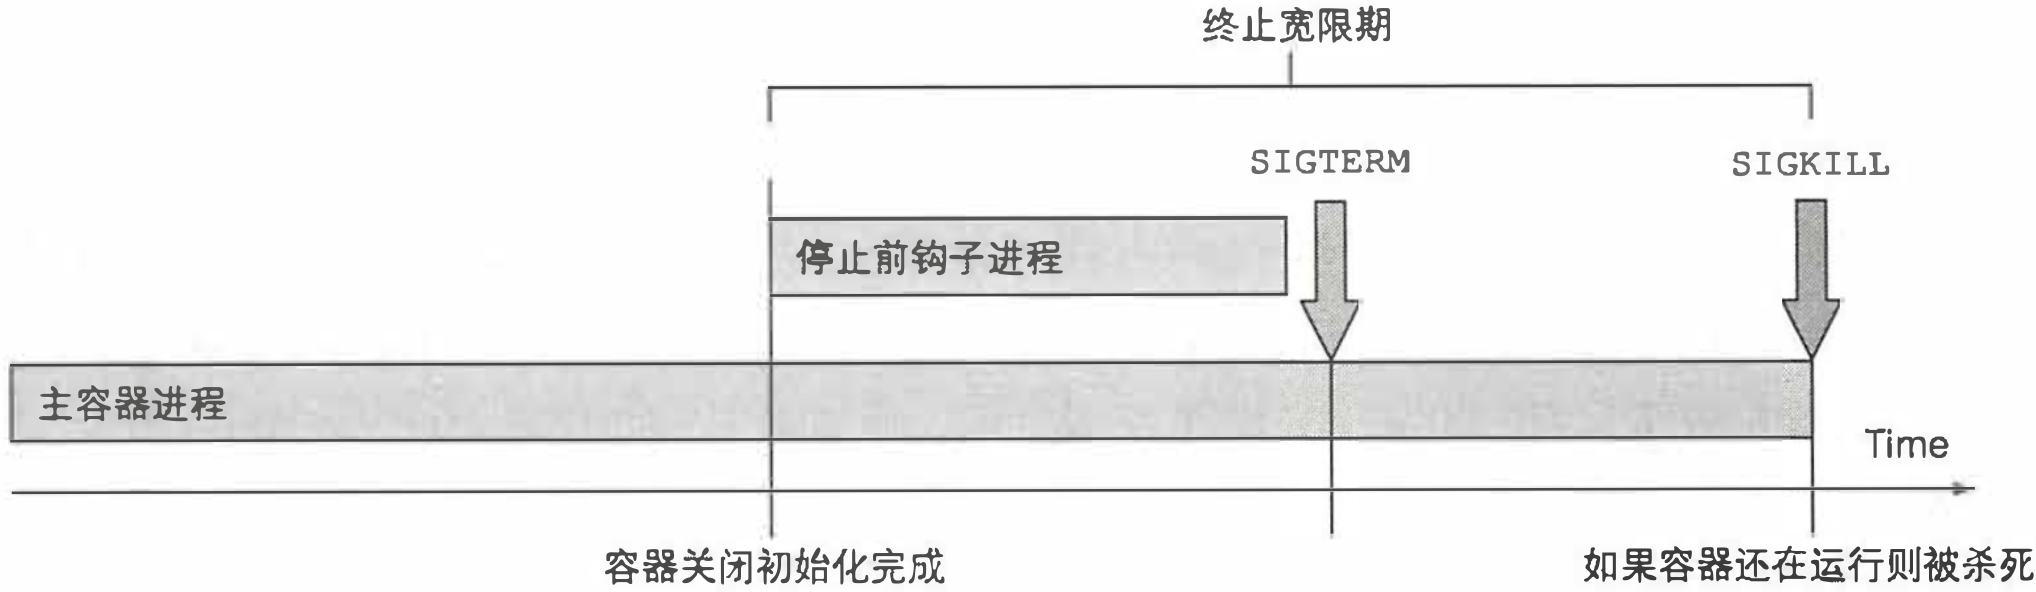 终止宽限期
SIGTERM
SIGKILL
停止前钩子进程
主容器进程
Time
容器关闭初始化完成
如果容器还在运行则被杀死